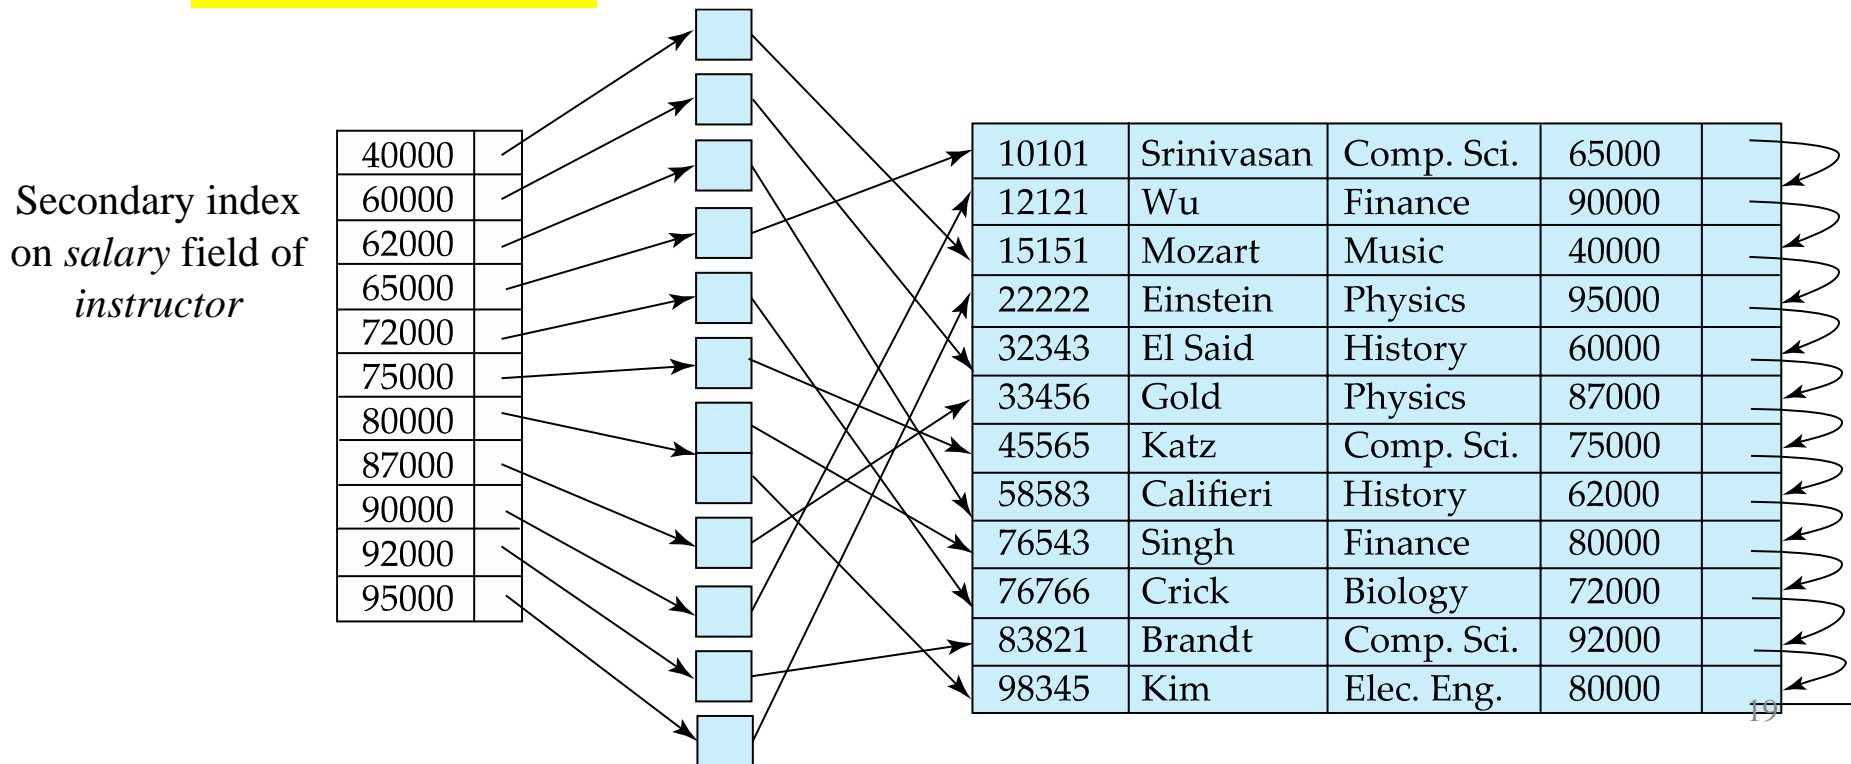 Secondary index
on salary field of
instructor
40000
60000
62000
65000
72000
75000
80000
87000
90000
92000
95000
10101 Srinivasan Comp. Sci. 65000
12121 Wu Finance 90000
15151 Mozart Music 40000
22222 Einstein Physics 95000
32343 El Said History 60000
33456 Gold Physics 87000
45565 Katz Comp. Sci. 75000
58583 Califieri History 62000
76543 Singh Finance 80000
76766 Crick Biology 72000
83821 Brandt Comp. Sci. 92000
98345 Kim Elec. Eng. 80000
19